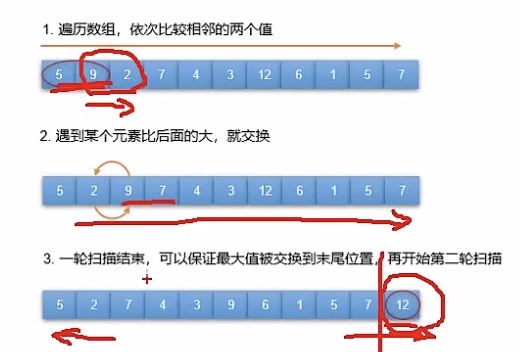 1. 遍历数组，依次比较相邻的两个值
5 9 2 7 4 3 12 6 1 5 7
2. 遇到某个元素比后面的大，就交换
5 2 9 7 4 3 12 6 1 5 7
3. 一轮扫描结束，可以保证最大值被交换到末尾位置，再开始第二轮扫描
5 2 7 4 3 9 6 1 5 7 12